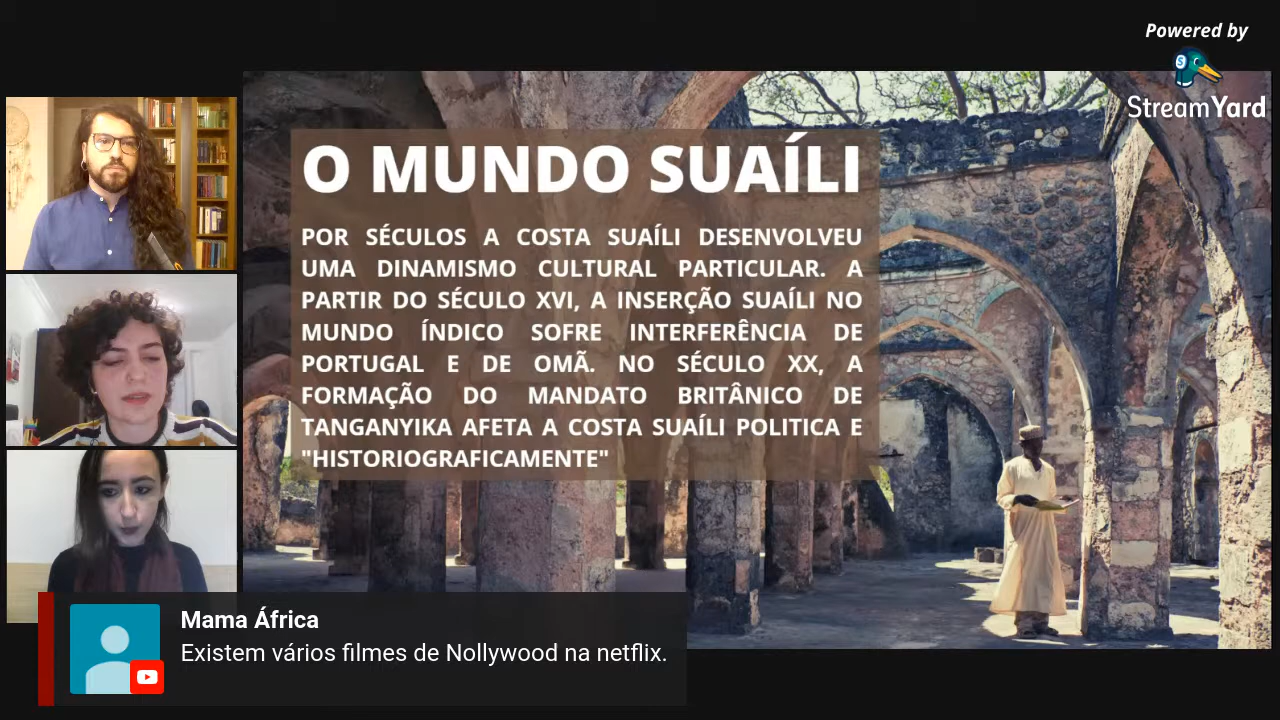 Powered by
StreamYard
O MUNDO SUAÍLI
POR SÉCULOS A COSTA SUAÍLI DESENVOLVEU
UMA DINAMISMO CULTURAL PARTICULAR. A
PARTIR DO SÉCULO XVI, A INSERÇÃO SUAÍLI NO
MUNDO ÍNDICO SOFRE INTERFERÊNCIA DE
PORTUGAL E DE OMÃ. NO SÉCULO XX, A
FORMAÇÃO DO MANDATO BRITÂNICO DE
TANGANYIKA AFETA A COSTA SUAÍLI POLITICA E
"HISTORIOGRAFICAMENTE"
Mama África
Existem vários filmes de Nollywood na netflix.